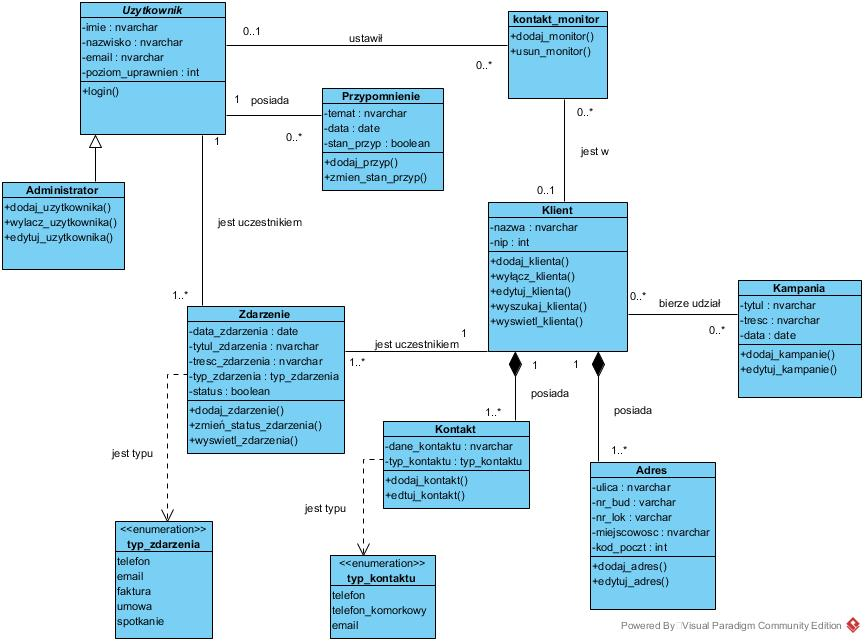 Uzytkownik
-imie : nvarchar
-nazwisko : nvarchar
-email : nvarchar
-poziom_uprawnien : int
+login()
0..1
ustawił
0..*
kontakt_monitor
+dodaj_monitor()
+usun_monitor()
1
posiada
0..*
Przypomnienie
-temat : nvarchar
-data : date
-stan_przyp : boolean
+dodaj_przyp()
+zmien_stan_przyp()
0..*
jest w
0..1
Administrator
+dodaj_uzytkownika()
+wylacz_uzytkownika()
+edytuj_uzytkownika()
1
jest uczestnikiem
1..*
Klient
-nazwa : nvarchar
-nip : int
+dodaj_klienta()
+wyłącz_klienta()
+edytuj_klienta()
+wyszukaj_klienta()
+wyswietl_klienta()
0..*
bierze udział
0..*
Kampania
-tytul : nvarchar
-tresc : nvarchar
-data : date
+dodaj_kampanie()
+edytuj_kampanie()
Zdarzenie
-data_zdarzenia : date
-tytul_zdarzenia : nvarchar
-tresc_zdarzenia : nvarchar
-typ_zdarzenia : typ_zdarzenia
-status : boolean
+dodaj_zdarzenie()
+zmień_status_zdarzenia()
+wyswietl_zdarzenia()
1
jest uczestnikiem
1..*
1
posiada
1..*
1
posiada
1..*
Kontakt
-dane_kontaktu : nvarchar
-typ_kontaktu : typ_kontaktu
+dodaj_kontakt()
+edtuj_kontakt()
Adres
-ulica : nvarchar
-nr_bud : varchar
-nr_lok : varchar
-miejscowosc : nvarchar
-kod_poczt : int
+dodaj_adres()
+edytuj_adres()
jest typu
jest typu
<<enumeration>>
typ_zdarzenia
telefon
email
faktura
umowa
spotkanie
<<enumeration>>
typ_kontaktu
telefon
telefon_komorkowy
email
Powered By Visual Paradigm Community Edition